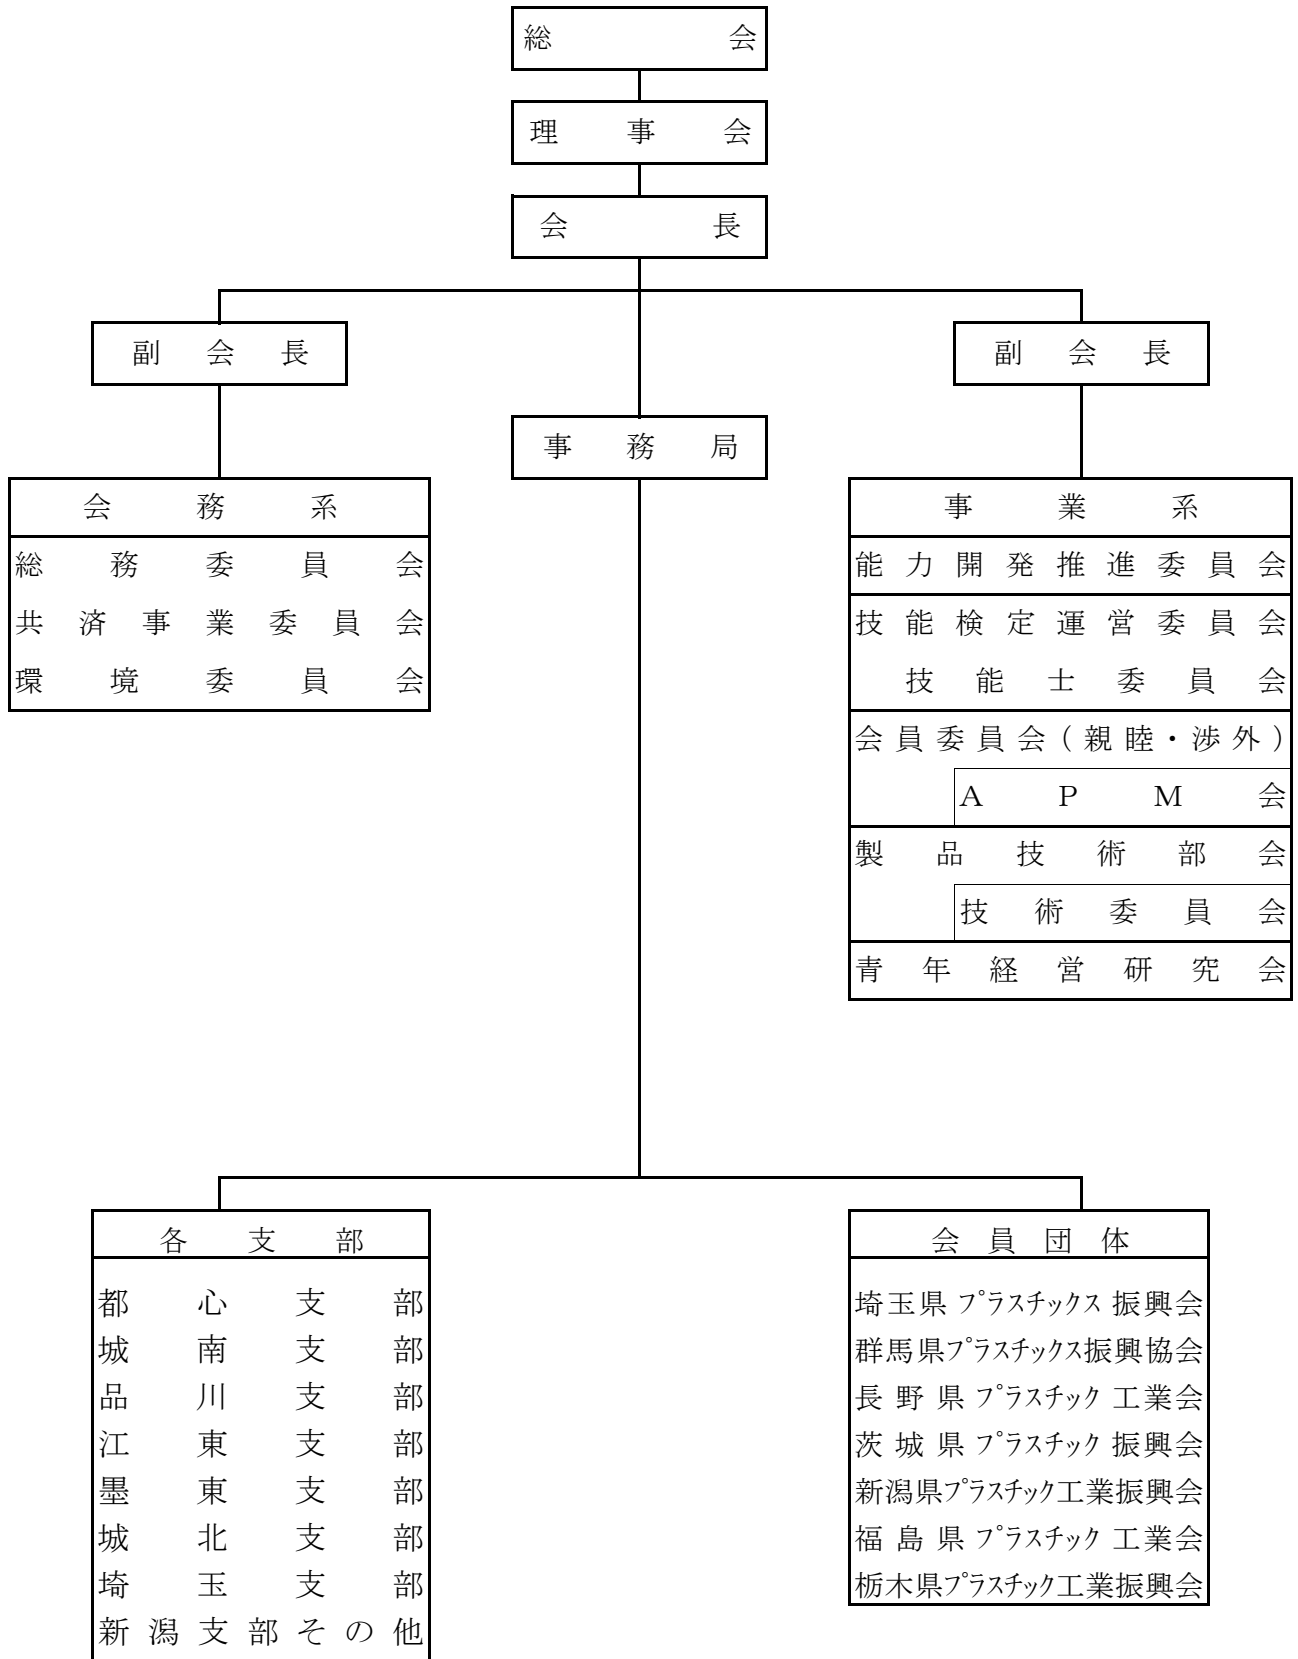 総会
理事会
会長
副会長
副会長
事務局
会務系
総務委員会
共済事業委員会
環境委員会
事業系
能力開発推進委員会
技能検定運営委員会
技能士委員会
会員委員会(親睦・渉外)
APM会
製品技術部会
技術委員会
青年経営研究会
各支部
都心支部
城南支部
品川支部
江東支部
墨東支部
城北支部
埼玉支部
新潟支部その他
会員団体
埼玉県プラスチックス振興会
群馬県プラスチックス振興協会
長野県プラスチック工業会
茨城県プラスチック振興会
新潟県プラスチック工業振興会
福島県プラスチック工業会
栃木県プラスチック工業振興会